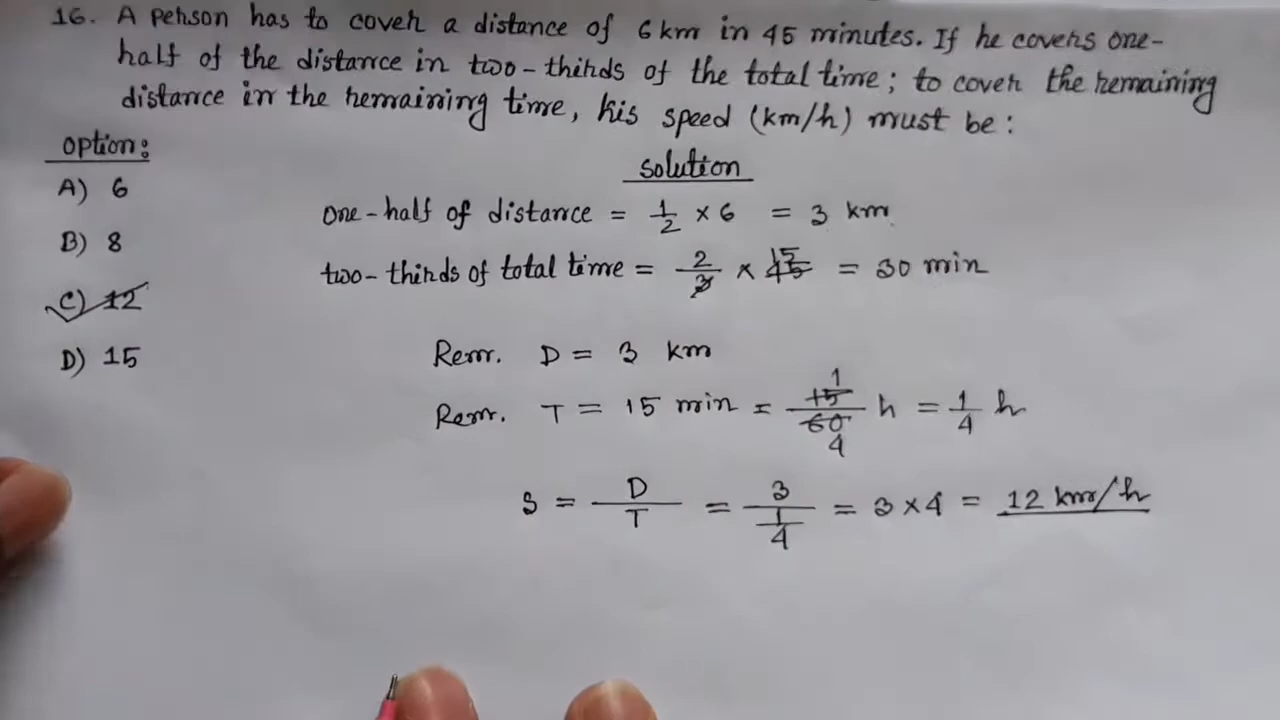 16. A person has to cover a distance of 6 km in 45 minutes. If he covers one-
half of the distance in two-thirds of the total time; to cover the remaining
distance in the remaining time, his speed (km/h) must be:
option:
A) 6
B) 8
C) 12
D) 15
solution
one-half of distance = 1/2 × 6 = 3 km
two-thirds of total time = 2/3 × 45 15 = 30 min
Rem. D = 3 km
Rem. T = 15 min = 15 1/60 4 h = 1/4 h
S = D/T = 3/(1/4) = 3×4 = 12 km/h